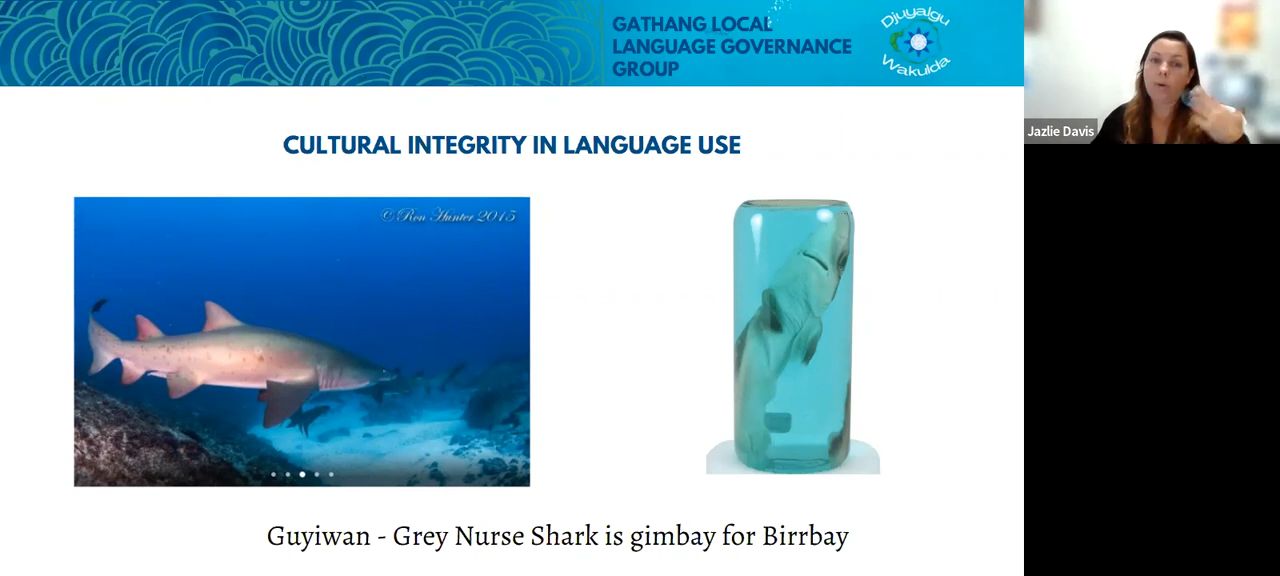 GATHANG LOCAL
LANGUAGE GOVERNANCE
GROUP
Djuyalgu
Wakulda
Jazlie Davis
CULTURAL INTEGRITY IN LANGUAGE USE
© Ron Hunter 2015
Guyiwan - Grey Nurse Shark is gimbay for Birrbay